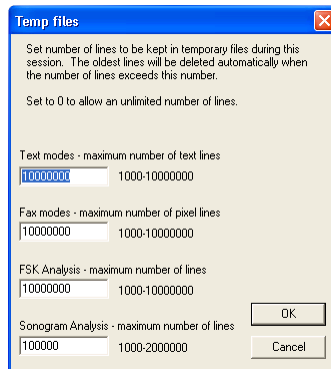 Temp files
Set number of lines to be kept in temporary files during this
session. The oldest lines will be deleted automatically when
the number of lines exceeds this number.
Set to 0 to allow an unlimited number of lines.
Text modes - maximum number of text lines
10000000 1000-10000000
Fax modes - maximum number of pixel lines
10000000 1000-10000000
FSK Analysis - maximum number of lines
10000000 1000-10000000
OK
Sonogram Analysis - maximum number of lines
100000 1000-2000000
Cancel